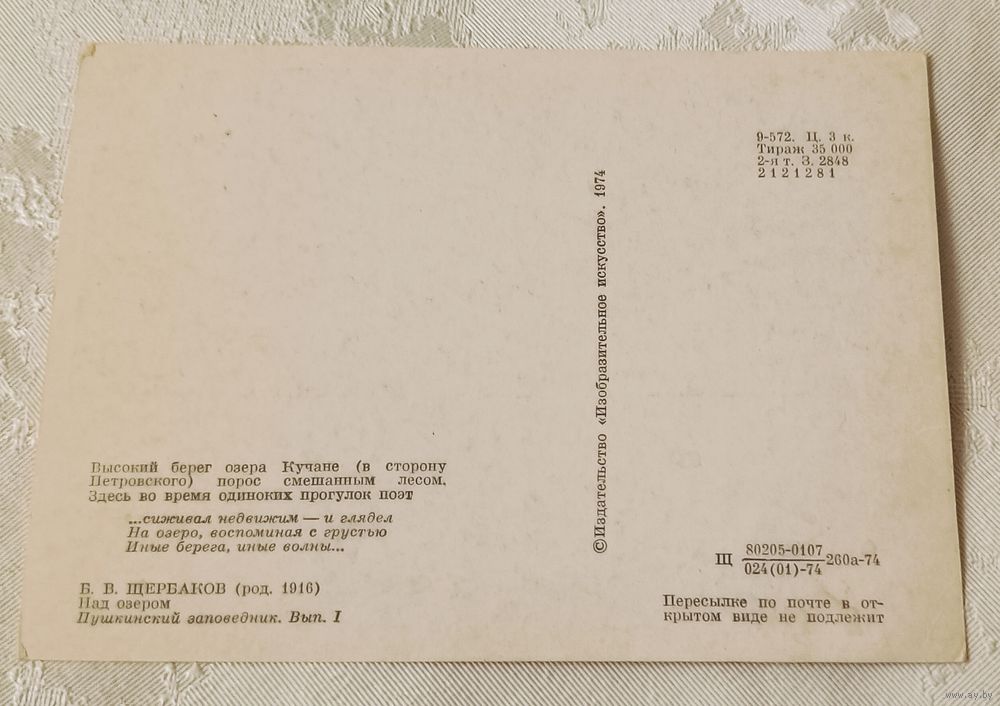 Высокий берег озера Кучане (в сторону
Петровского) порос смешанным лесом.
Здесь во время одиноких прогулок поэт
...сиживал недвижим — и глядел
На озеро, воспоминая с грустью
Иные берега, иные волны...
Б. В. ЩЕРБАКОВ (род. 1916)
Над озером
Пушкинский заповедник. Вып. I
©Издательство «Изобразительное искусство». 1974
9-572. Ц. 3 к.
Тираж 35 000
2-я т. З. 2848
2121281
Щ 80205-0107 260а-74
024(01)-74
Пересылке по почте в от-
крытом виде не подлежит
www.ay.by